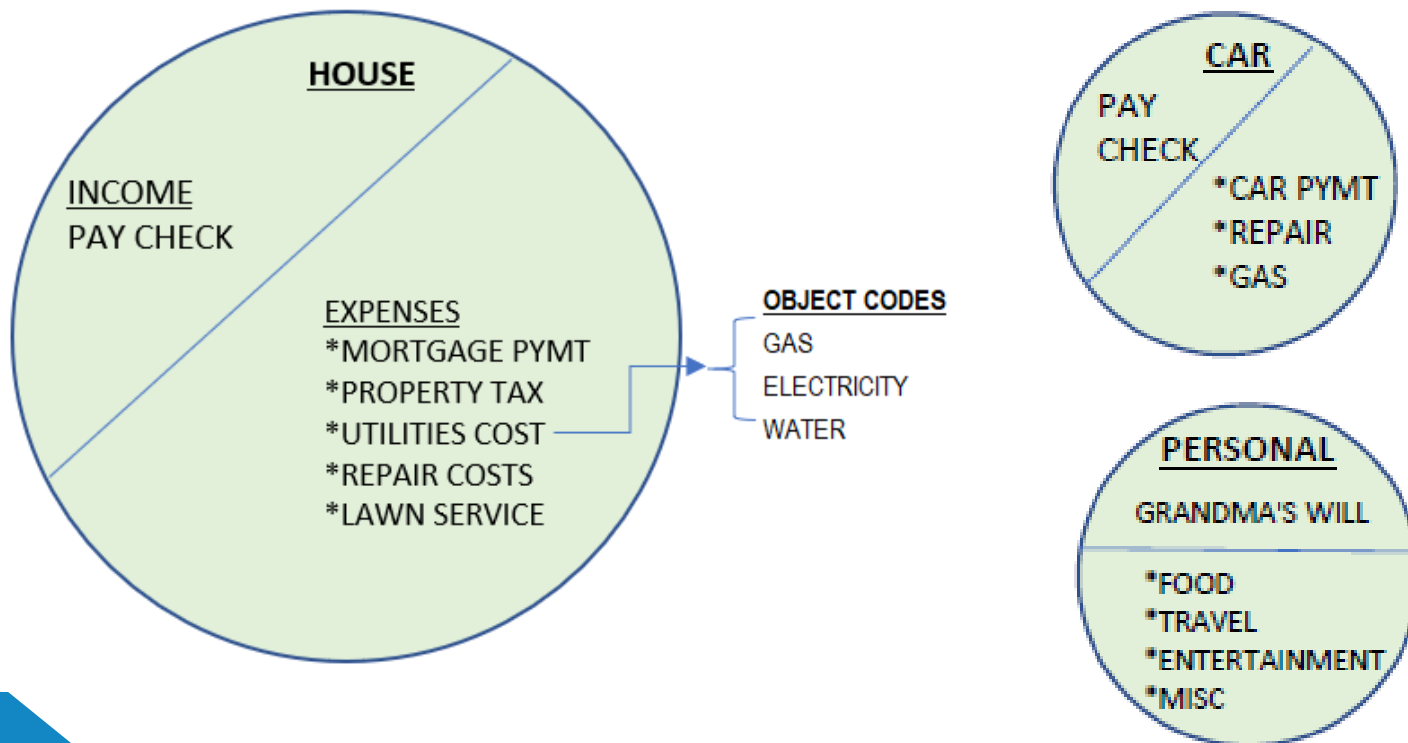 HOUSE
INCOME
PAY CHECK
EXPENSES
*MORTGAGE PYMT
*PROPERTY TAX
*UTILITIES COST
*REPAIR COSTS
*LAWN SERVICE
OBJECT CODES
GAS
ELECTRICITY
WATER
CAR
PAY
CHECK
*CAR PYMT
*REPAIR
*GAS
PERSONAL
GRANDMA'S WILL
*FOOD
*TRAVEL
*ENTERTAINMENT
*MISC